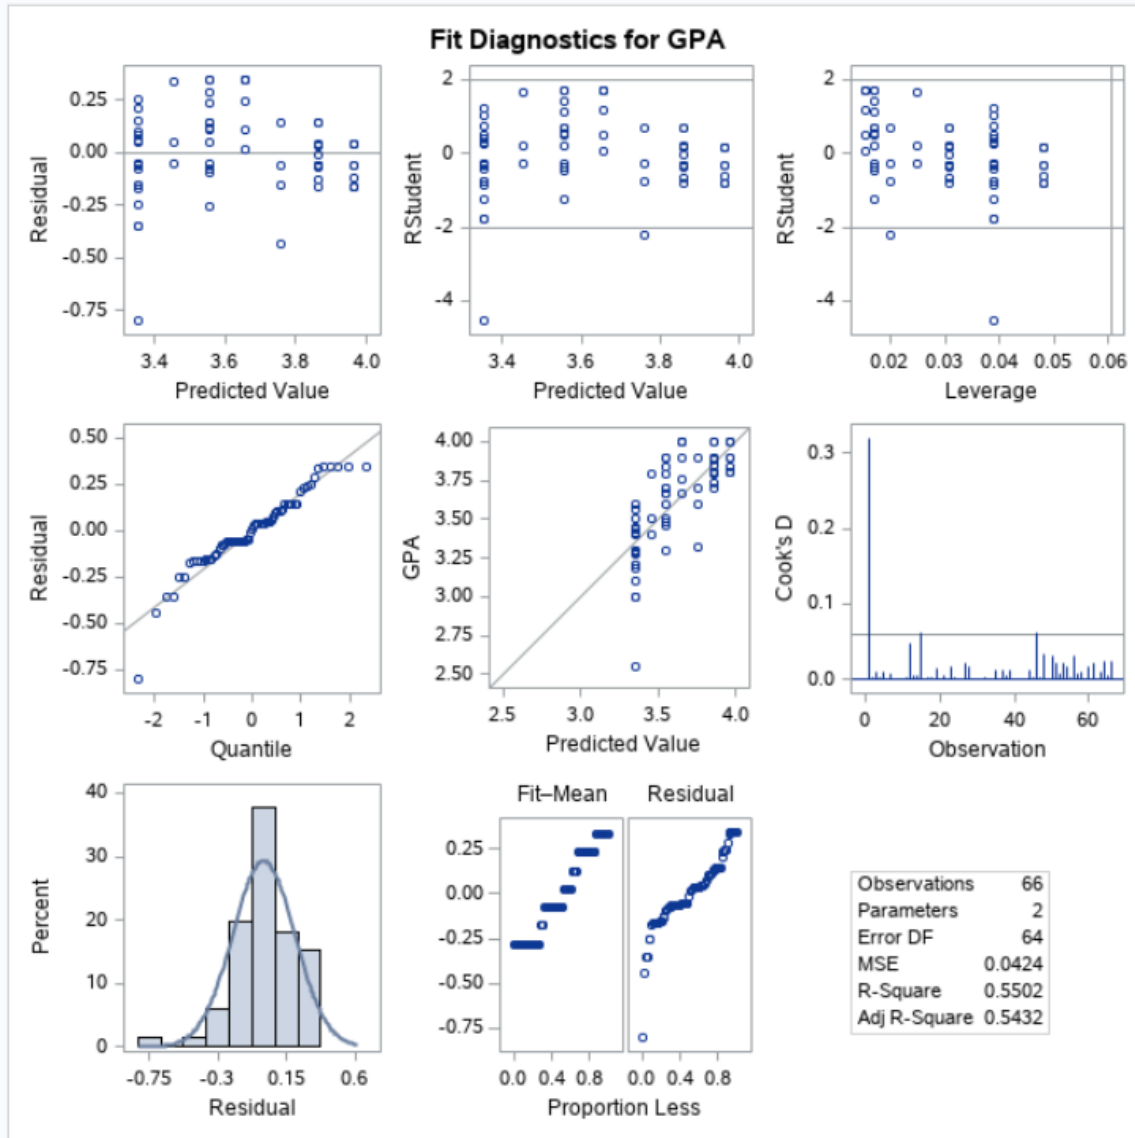 Fit Diagnostics for GPA
Residual
0.25
0.00
-0.25
-0.50
-0.75
3.4 3.6 3.8 4.0
Predicted Value
RStudent
2
0
-2
-4
3.4 3.6 3.8 4.0
Predicted Value
RStudent
2
0
-2
-4
0.02 0.03 0.04 0.05 0.06
Leverage
Residual
0.50
0.25
0.00
-0.25
-0.50
-0.75
-2 -1 0 1 2
Quantile
GPA
4.00
3.75
3.50
3.25
3.00
2.75
2.50
2.5 3.0 3.5 4.0
Predicted Value
Cook's D
0.3
0.2
0.1
0.0
0 20 40 60
Observation
Percent
40
30
20
10
0
-0.75 -0.3 0.15 0.6
Residual
Fit–Mean Residual
0.25
0.00
-0.25
-0.50
-0.75
0.0 0.4 0.8 0.0 0.4 0.8
Proportion Less
Observations 66
Parameters 2
Error DF 64
MSE 0.0424
R-Square 0.5502
Adj R-Square 0.5432